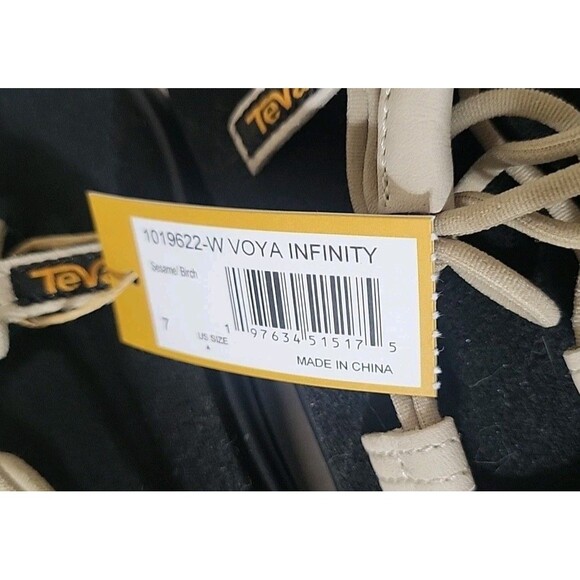 Teva
1019622-W VOYA INFINITY
Sesame/ Birch
Teva
7
US SIZE
1 97634 51517 5
MADE IN CHINA